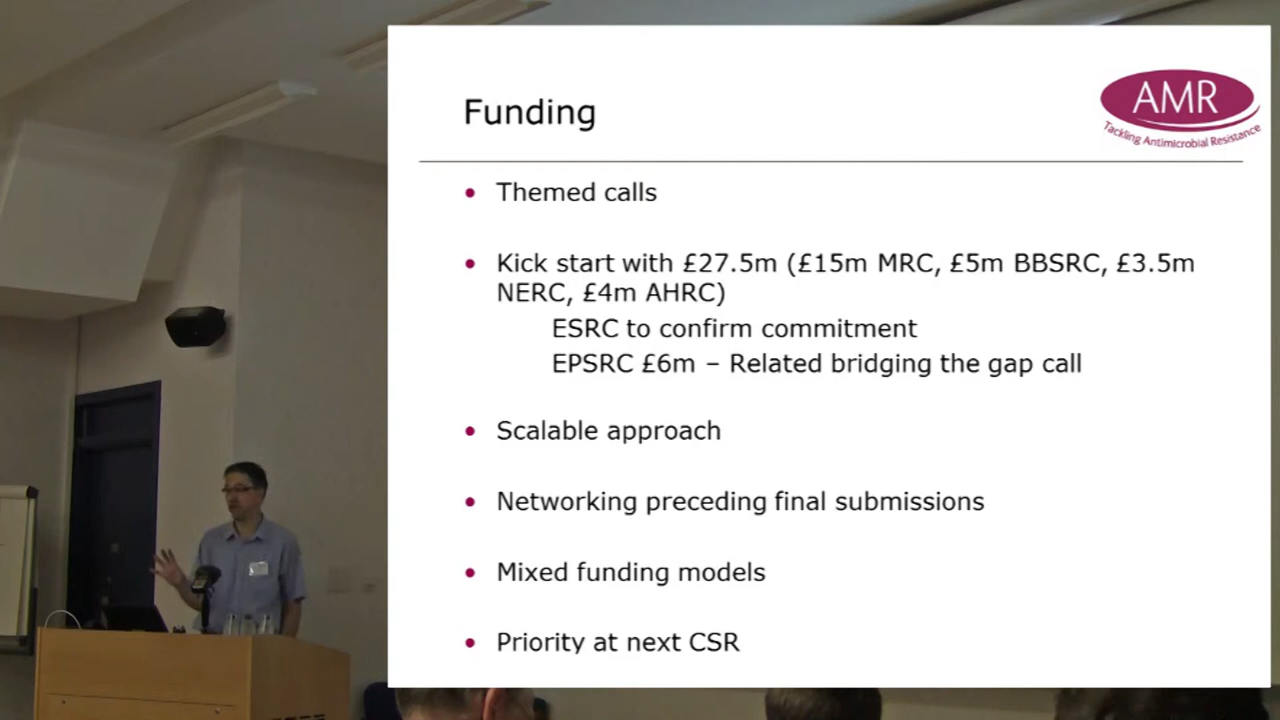 Funding
AMR
Tackling Antimicrobial Resistance
• Themed calls
• Kick start with £27.5m (£15m MRC, £5m BBSRC, £3.5m
NERC, £4m AHRC)
ESRC to confirm commitment
EPSRC £6m – Related bridging the gap call
• Scalable approach
• Networking preceding final submissions
• Mixed funding models
• Priority at next CSR